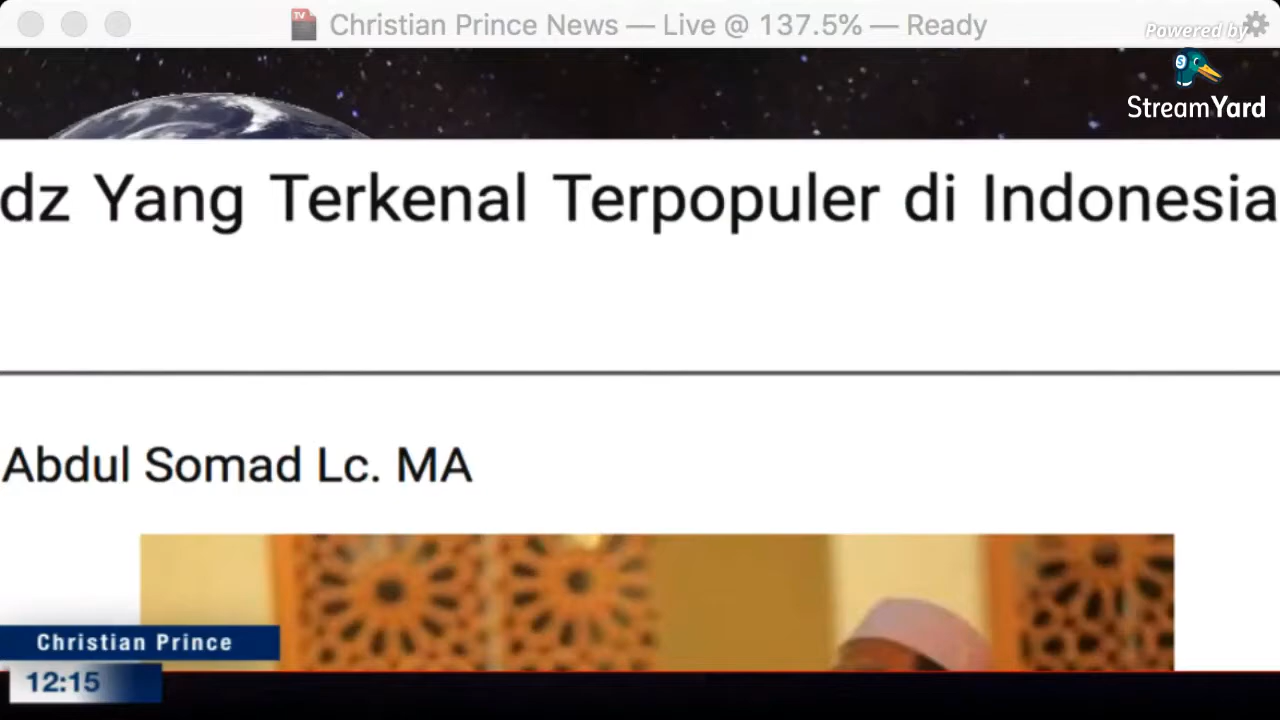 TV
Christian Prince News — Live @ 137.5% — Ready
Powered by
S
StreamYard
dz Yang Terkenal Terpopuler di Indonesia
Abdul Somad Lc. MA
Christian Prince
12:15